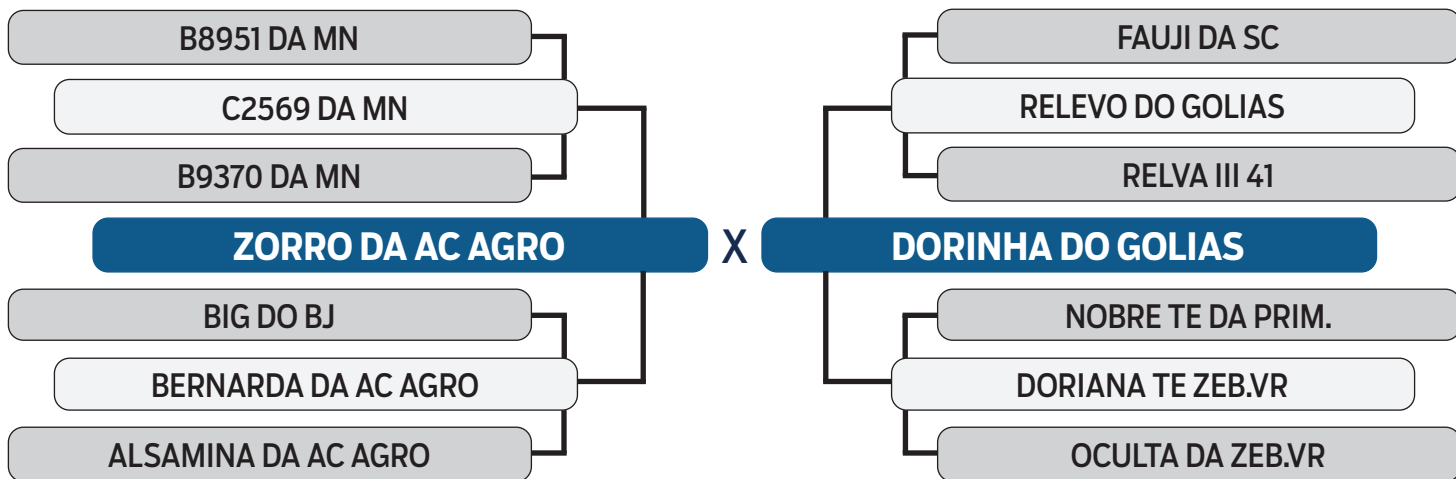 B8951 DA MN
C2569 DA MN
B9370 DA MN
ZORRO DA AC AGRO
BIG DO BJ
BERNARDA DA AC AGRO
ALSAMINA DA AC AGRO
X
FAUJI DA SC
RELEVO DO GOLIAS
RELVA III 41
DORINHA DO GOLIAS
NOBRE TE DA PRIM.
DORIANA TE ZEB.VR
OCULTA DA ZEB.VR